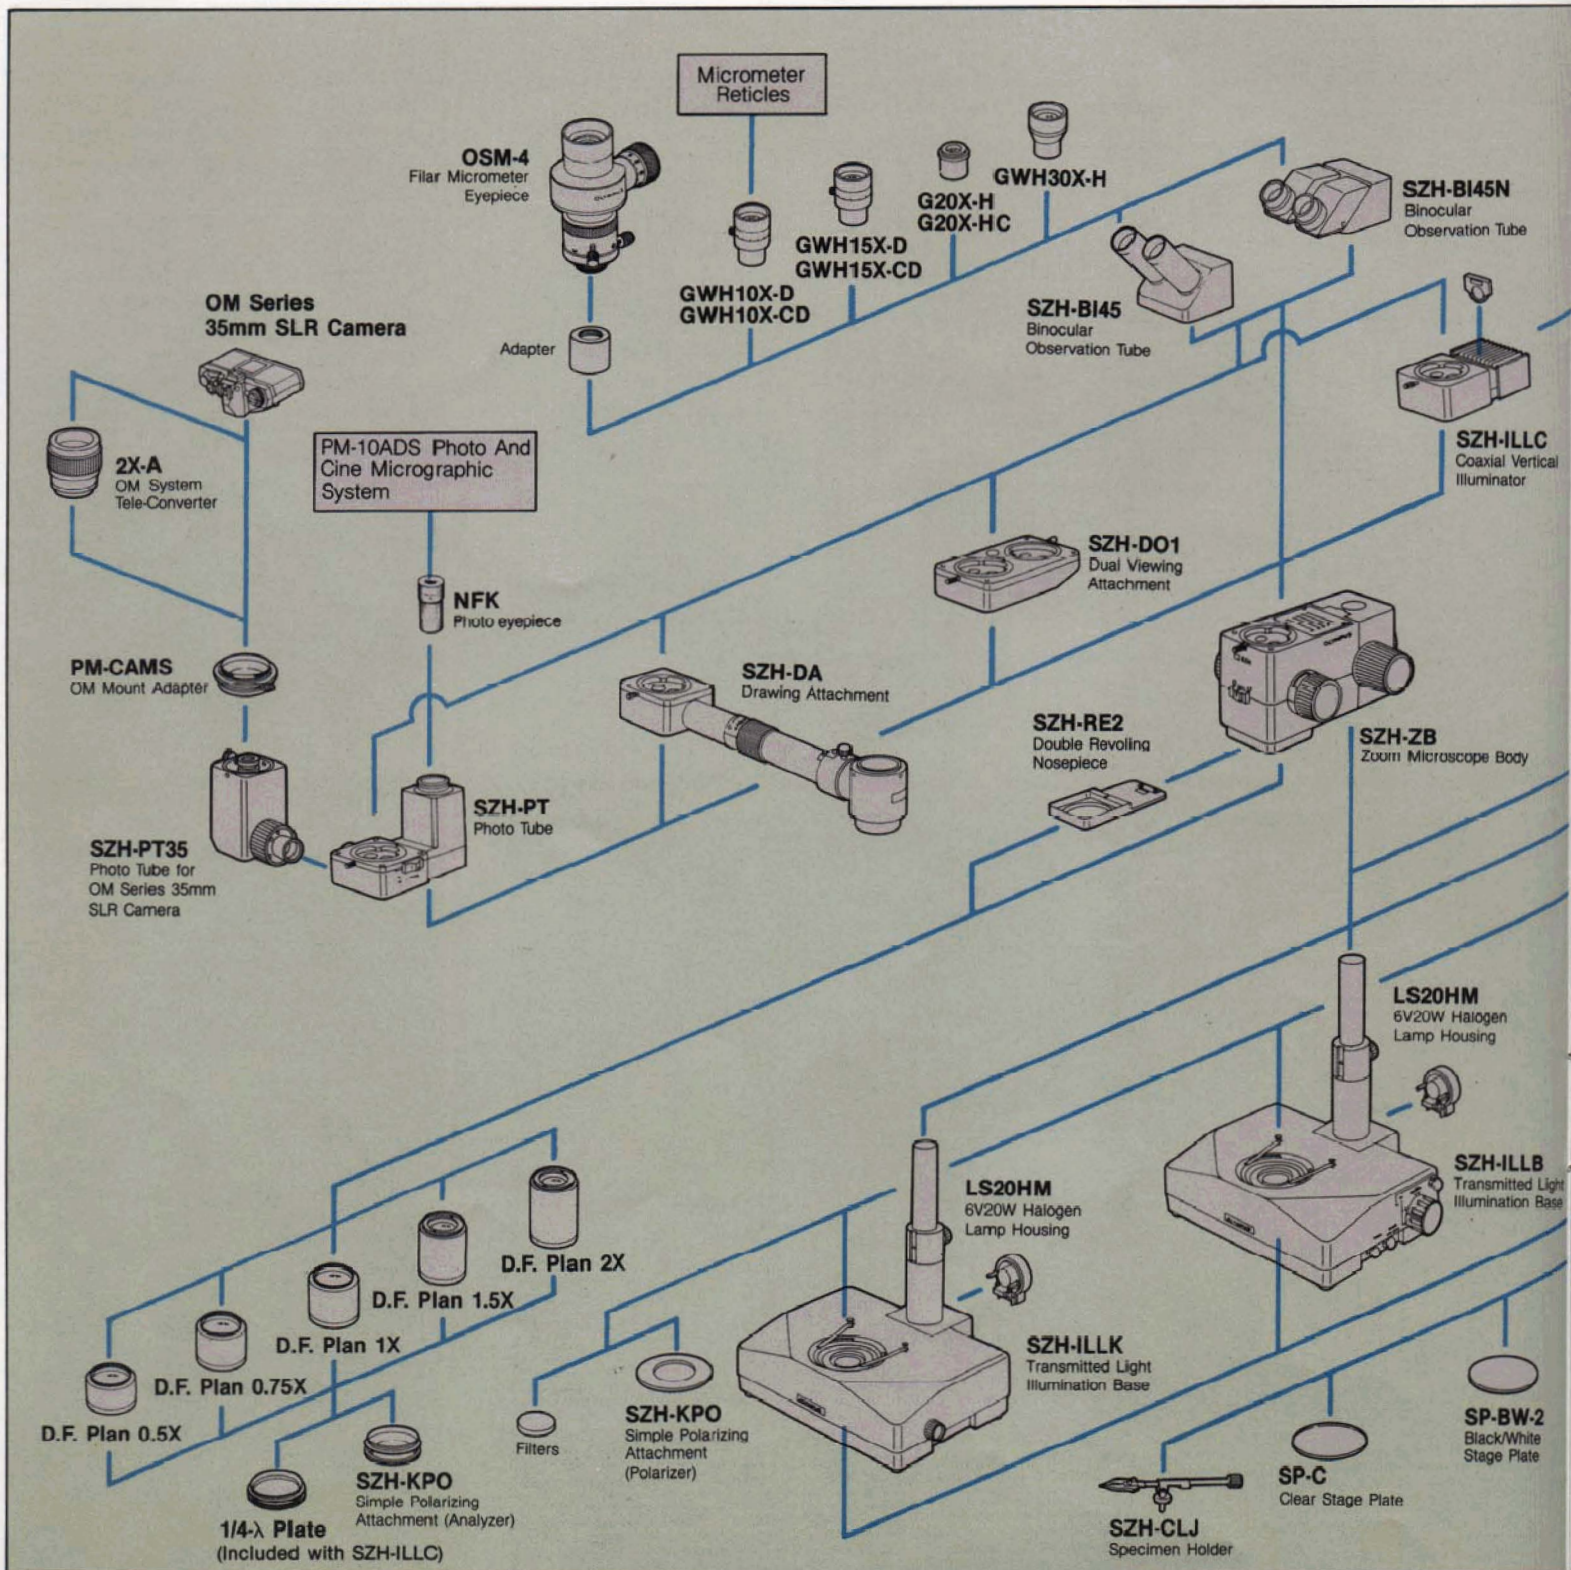 Micrometer
Reticles
OSM-4
Filar Micrometer
Eyepiece
GWH30X-H
G20X-H
G20X-HC
SZH-BI45N
Binocular
Observation Tube
GWH15X-D
GWH15X-CD
GWH10X-D
GWH10X-CD
SZH-BI45
Binocular
Observation Tube
OM Series
35mm SLR Camera
Adapter
SZH-ILLC
Coaxial Vertical
Illuminator
2X-A
OM System
Tele-Converter
PM-10ADS Photo And
Cine Micrographic
System
SZH-DO1
Dual Viewing
Attachment
NFK
Photo eyepiece
PM-CAMS
OM Mount Adapter
SZH-DA
Drawing Attachment
SZH-RE2
Double Revolling
Nosepiece
SZH-ZB
Zoom Microscope Body
SZH-PT
Photo Tube
SZH-PT35
Photo Tube for
OM Series 35mm
SLR Camera
LS20HM
6V20W Halogen
Lamp Housing
SZH-ILLB
Transmitted Light
Illumination Base
LS20HM
6V20W Halogen
Lamp Housing
D.F. Plan 2X
D.F. Plan 1.5X
D.F. Plan 1X
D.F. Plan 0.75X
D.F. Plan 0.5X
SZH-ILLK
Transmitted Light
Illumination Base
SZH-KPO
Simple Polarizing
Attachment
(Polarizer)
Filters
SP-BW-2
Black/White
Stage Plate
SP-C
Clear Stage Plate
SZH-KPO
Simple Polarizing
Attachment (Analyzer)
1/4-λ Plate
(Included with SZH-ILLC)
SZH-CLJ
Specimen Holder